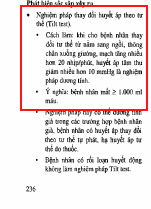 Phát hiện sốc sản xảy ra
• Nghiệm pháp thay đổi huyết áp theo tư
thế (Tilt test).
• Cách làm: khi cho bệnh nhân thay
đổi tư thế từ nằm sang ngồi, thõng
chân xuống giường, mạch tăng nhiều
hơn 20 nhịp/phút, huyết áp tâm thu
giảm nhiều hơn 10 mmHg là nghiệm
pháp dương tính.
• Ý nghĩa: bệnh nhân mất ≥ 1.000 ml
máu.
• Nghiệm pháp này có thể dương tính
giả trong các trường hợp bệnh nhân
già, bệnh nhân có huyết áp thay đổi
theo tư thế tự phát, hạ huyết áp tư
thế do thuốc.
• Bệnh nhân có rối loạn huyết động
không làm nghiệm pháp Tilt test.
236